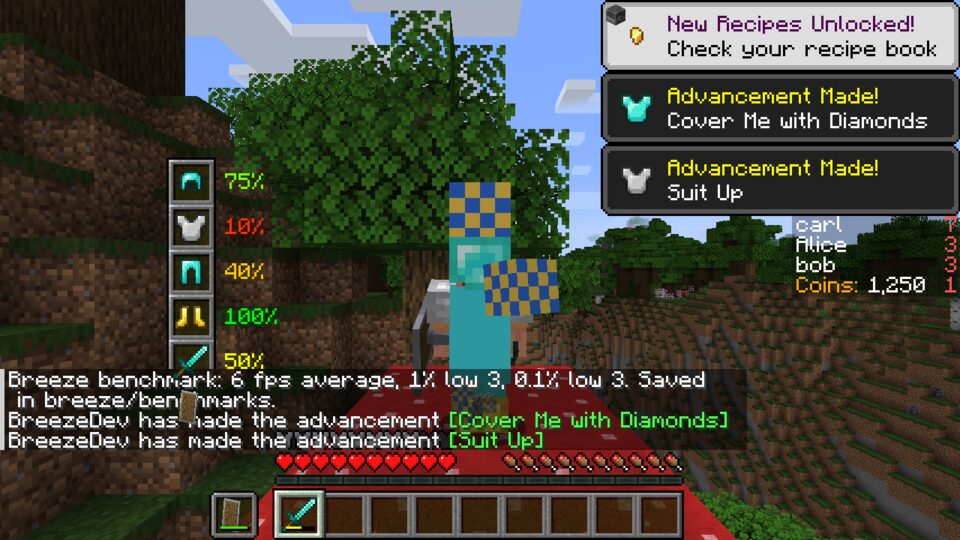 New Recipes Unlocked!
Check your recipe book
Advancement Made!
Cover Me with Diamonds
Advancement Made!
Suit Up
75%
10%
40%
100%
50%
carl 7
Alice 3
bob 3
Coins: 1,250 1
Breeze benchmark: 6 fps average, 1% low 3, 0.1% low 3. Saved
in breeze/benchmarks.
BreezeDev has made the advancement [Cover Me with Diamonds]
BreezeDev has made the advancement [Suit Up]